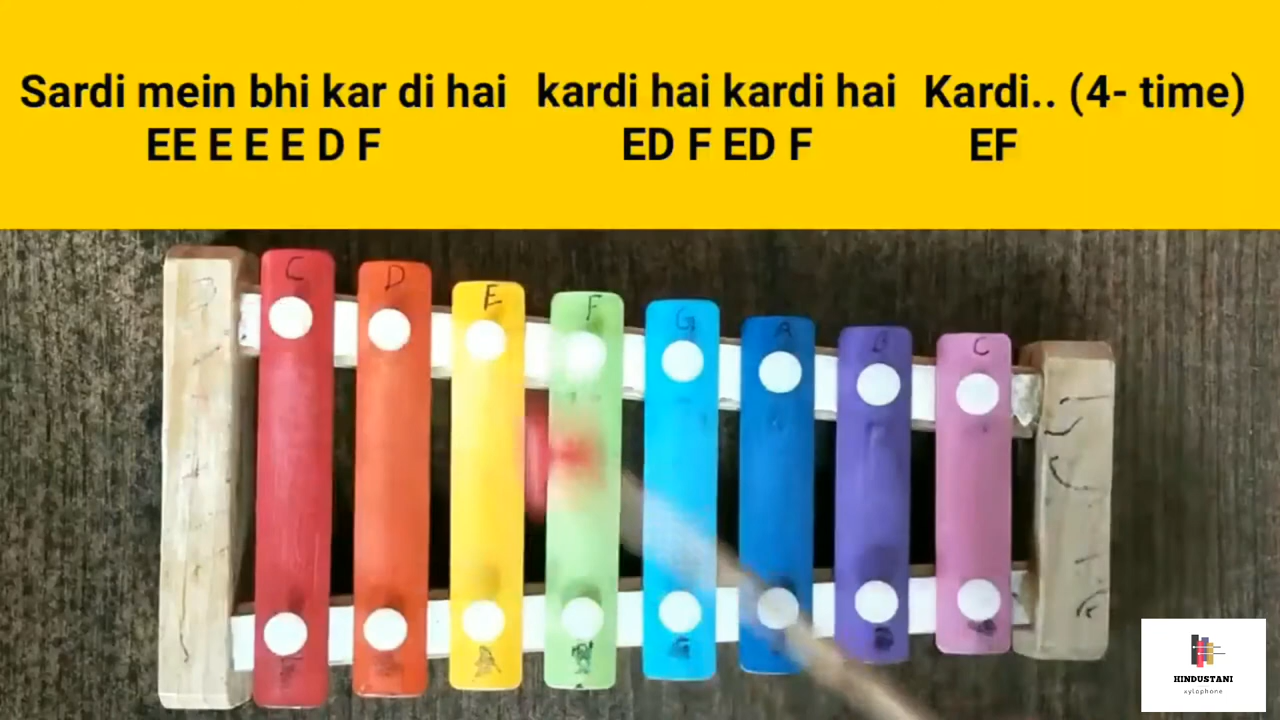 Sardi mein bhi kar di hai kardi hai kardi hai Kardi.. (4- time)
EE E E E D F ED F ED F EF
C D E F G A B C
HINDUSTANI
xylophone